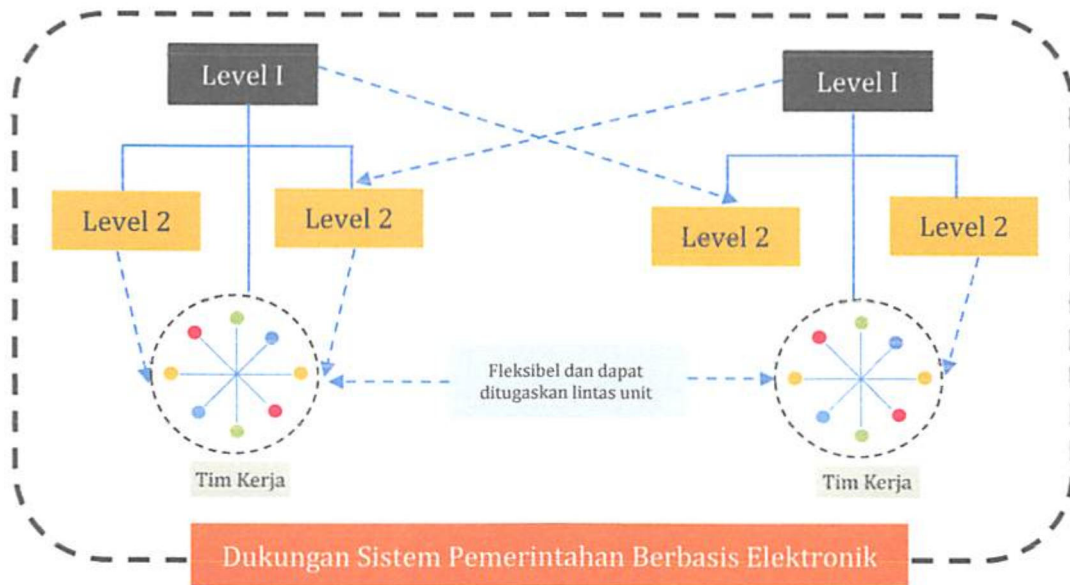 Level I
Level I
Level 2
Level 2
Level 2
Level 2
Fleksibel dan dapat
ditugaskan lintas unit
Tim Kerja
Tim Kerja
Dukungan Sistem Pemerintahan Berbasis Elektronik